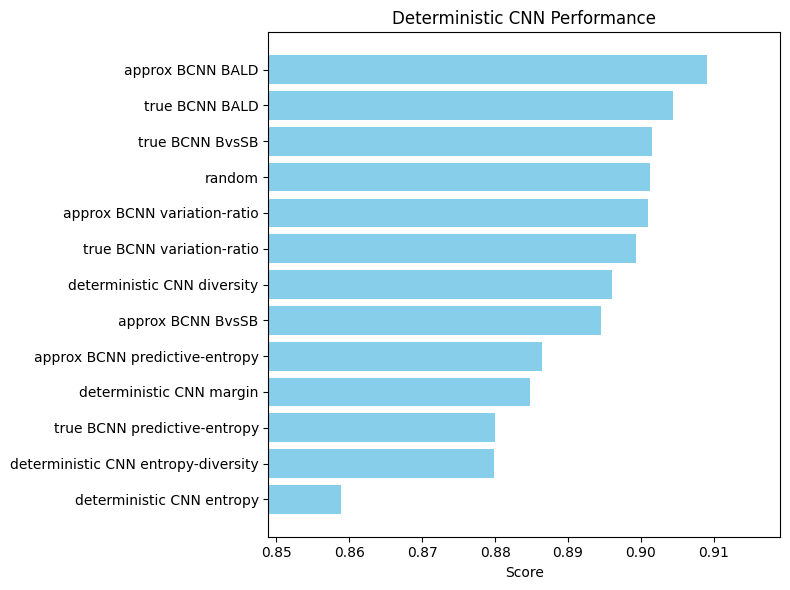 Deterministic CNN Performance
approx BCNN BALD
true BCNN BALD
true BCNN BvsSB
random
approx BCNN variation-ratio
true BCNN variation-ratio
deterministic CNN diversity
approx BCNN BvsSB
approx BCNN predictive-entropy
deterministic CNN margin
true BCNN predictive-entropy
deterministic CNN entropy-diversity
deterministic CNN entropy
0.85 0.86 0.87 0.88 0.89 0.90 0.91
Score